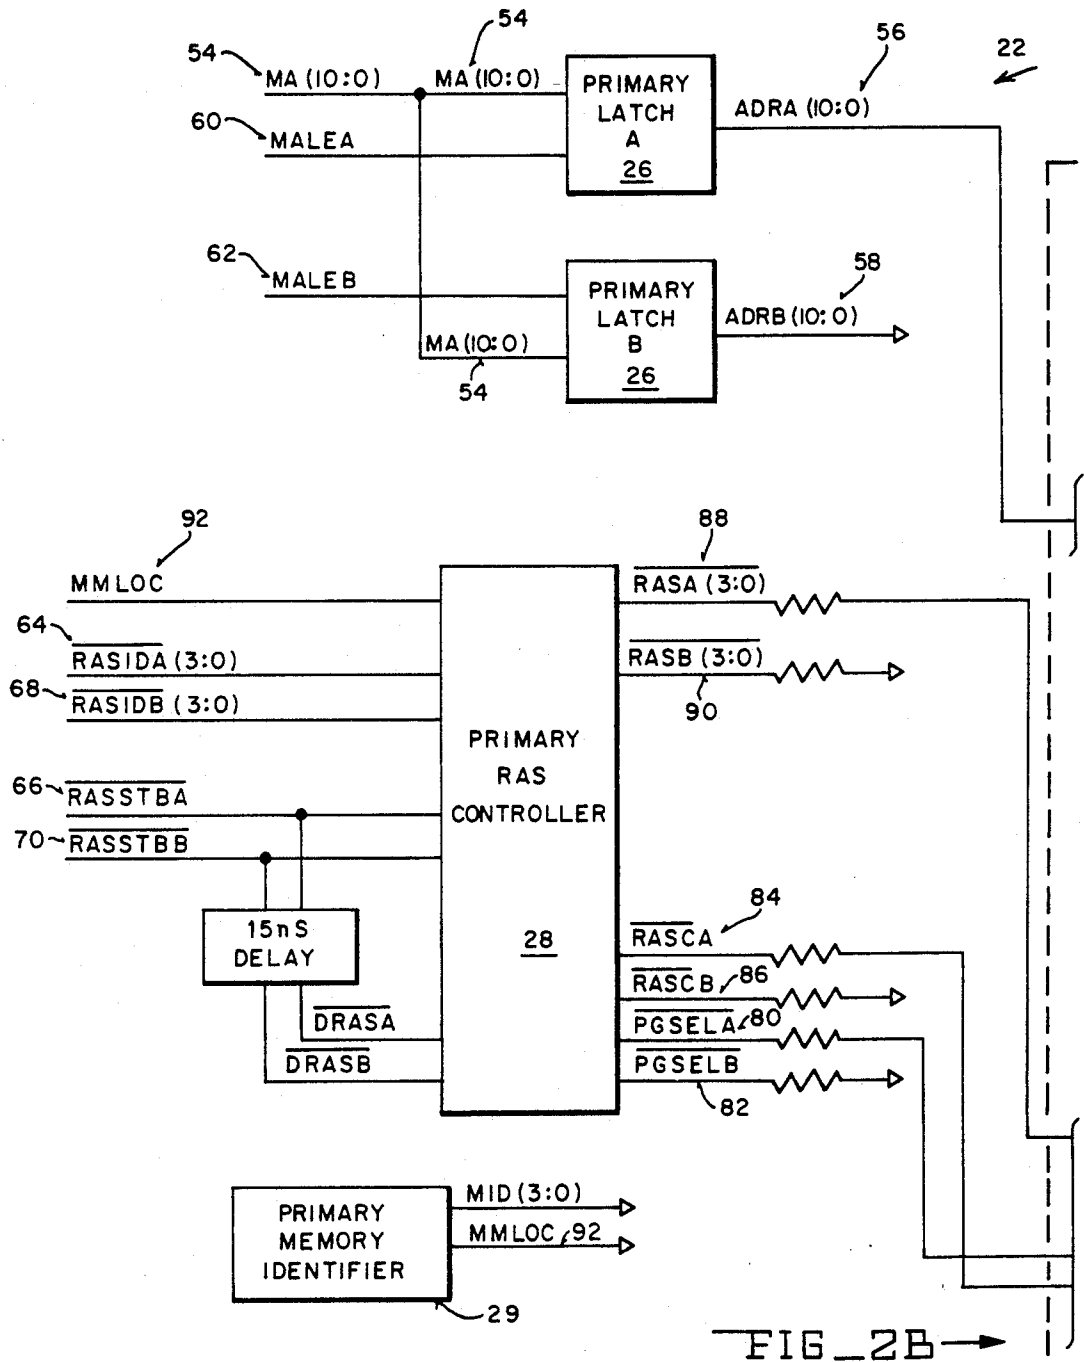 54
54
56
22
MA (10:0) MA (10:0)
PRIMARY
LATCH
A
26
ADRA (10:0)
60
MALEA
62
MALEB
PRIMARY
LATCH
B
26
58
ADRB (10:0)
MA (10:0)
54
92
MMLOC
64
RASIDA (3:0)
68
RASIDB (3:0)
66
RASSTBA
70
RASSTBB
15nS
DELAY
DRASA
DRASB
PRIMARY
RAS
CONTROLLER
28
88
RASA (3:0)
RASB (3:0)
90
84
RASCA
RASCB 86
PGSELA 80
PGSELB
82
PRIMARY
MEMORY
IDENTIFIER
29
MID (3:0)
MMLOC 92
FIG_2B